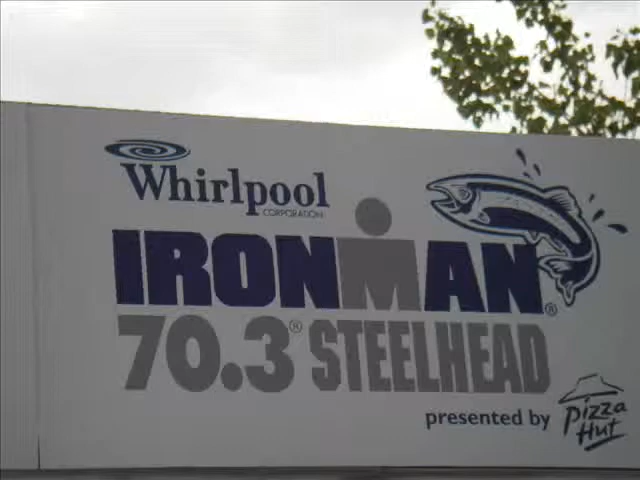 Whirlpool
CORPORATION
IRONMAN®
70.3® STEELHEAD
presented by Pizza
Hut